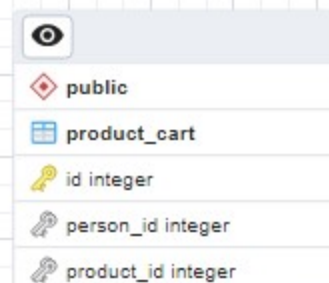 public
product_cart
id integer
person_id integer
product_id integer